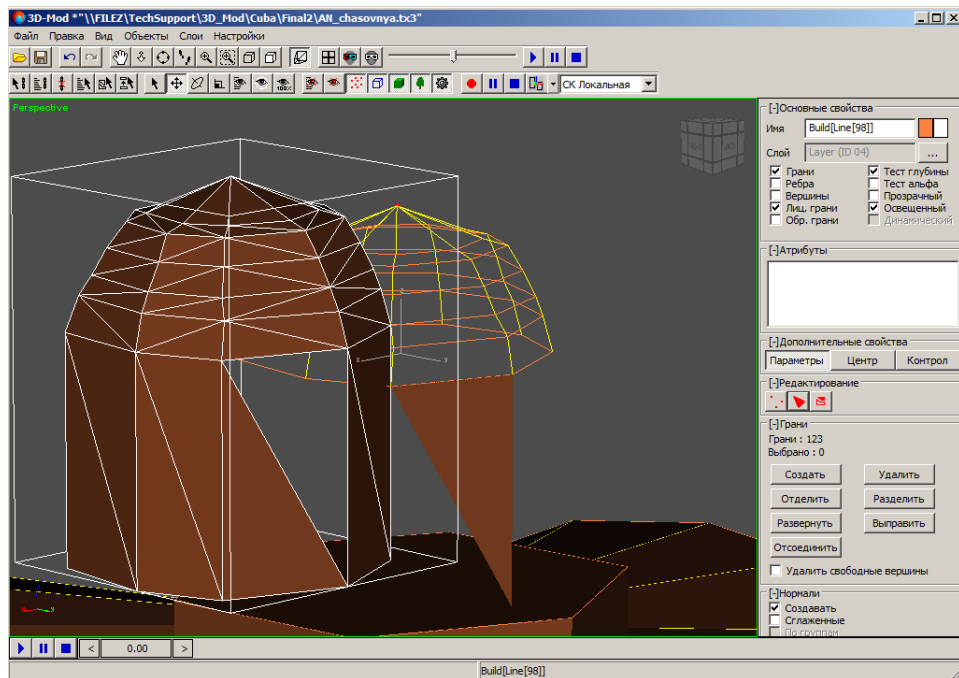 3D-Mod *"\\FILEZ\TechSupport\3D_Mod\Cuba\Final2\AN_chasovnya.tx3"
Файл Правка Вид Объекты Слои Настройки
100%
СК Локальная
Perspective
[-]Основные свойства
Имя Build[Line[98]]
Слой Layer (ID 04) ...
Грани Тест глубины
Ребра Тест альфа
Вершины Прозрачный
Лиц. грани Освещенный
Обр. грани Динамический
[-]Атрибуты
[-]Дополнительные свойства
Параметры Центр Контрол
[-]Редактирование
[-]Грани
Грани : 123
Выбрано : 0
Создать Удалить
Отделить Разделить
Развернуть Выправить
Отсоединить
Удалить свободные вершины
[-]Нормали
Создавать
Сглаженные
По группам
< 0.00 >
Build[Line[98]]